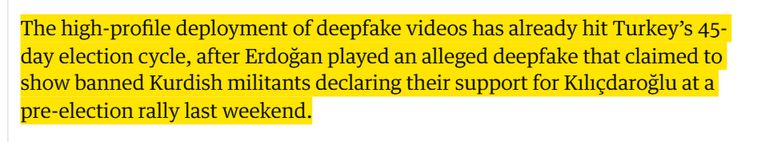 The high-profile deployment of deepfake videos has already hit Turkey’s 45-
day election cycle, after Erdoğan played an alleged deepfake that claimed to
show banned Kurdish militants declaring their support for Kılıçdaroğlu at a
pre-election rally last weekend.